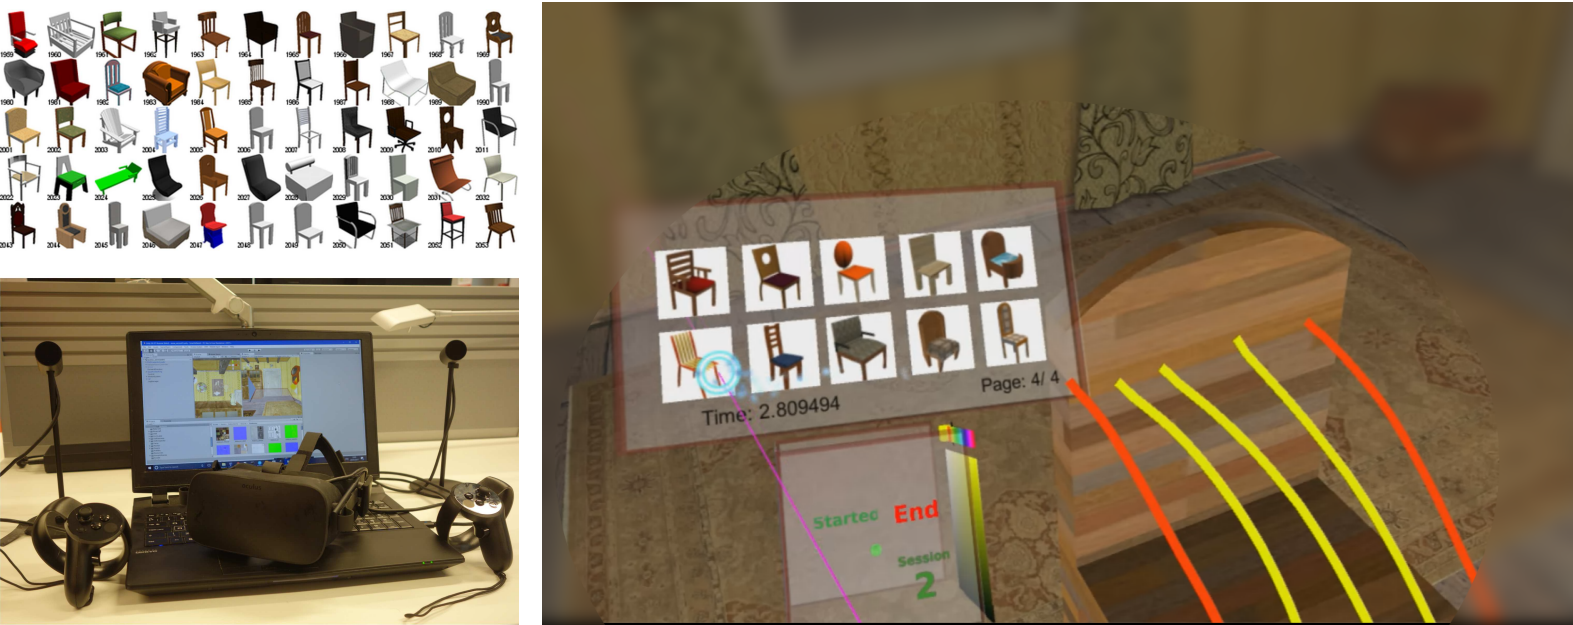 1959 1960 1961 1962 1963 1964 1965 1966 1967 1968 1969
1980 1981 1982 1983 1984 1985 1986 1987 1988 1989 1990
2001 2002 2003 2004 2005 2006 2007 2008 2009 2010 2011
2022 2023 2024 2025 2026 2027 2028 2029 2030 2031 2032
2043 2044 2045 2046 2047 2048 2049 2050 2051 2052 2053
Page: 4/ 4
Time: 2.809494
Started End
Session
2